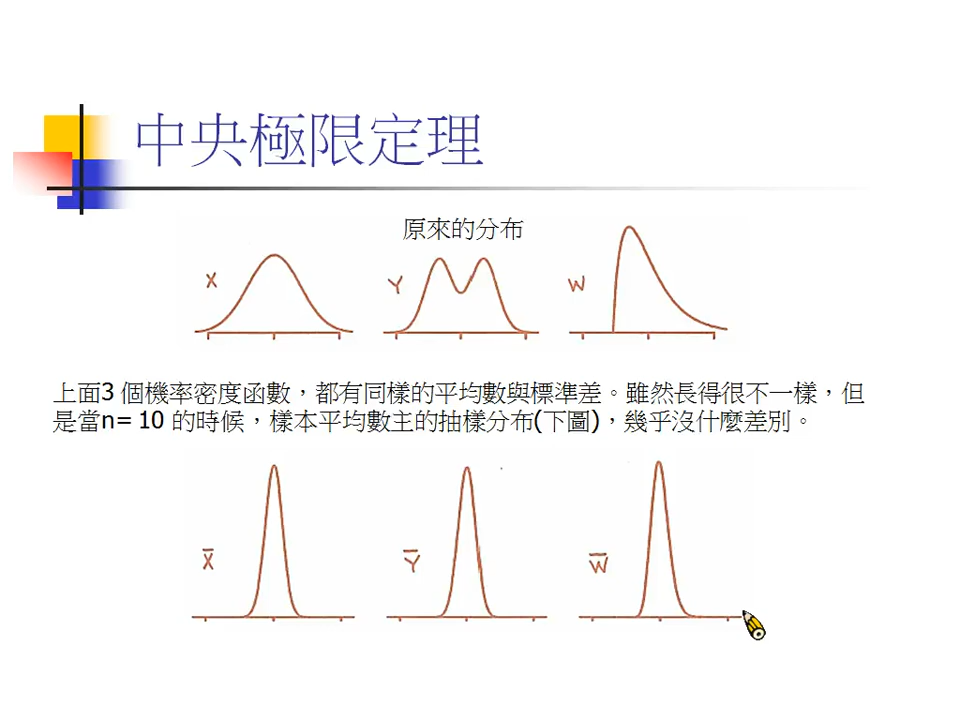 中央極限定理
原來的分布
X
Y
W
上面3 個機率密度函數，都有同樣的平均數與標準差。雖然長得很不一樣，但
是當n= 10 的時候，樣本平均數主的抽樣分布(下圖)，幾乎沒什麼差別。
X̅
Y̅
W̅